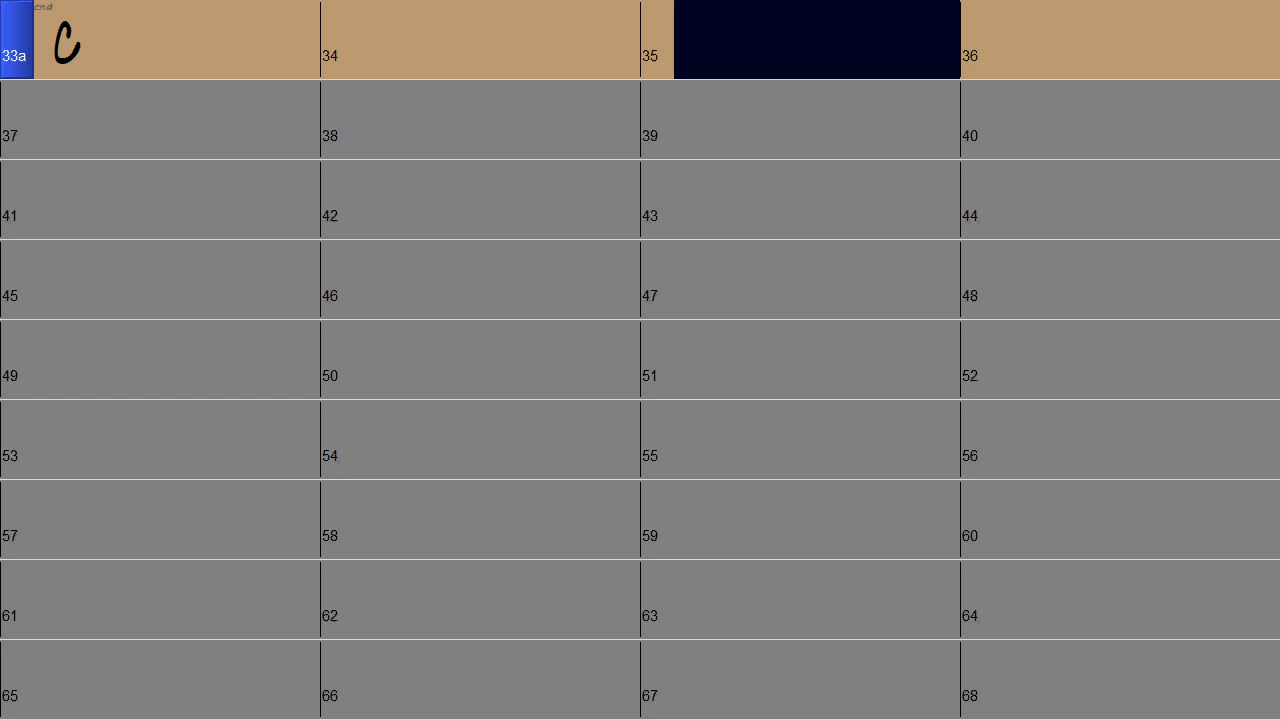 end
33a C 34 35 36
37 38 39 40
41 42 43 44
45 46 47 48
49 50 51 52
53 54 55 56
57 58 59 60
61 62 63 64
65 66 67 68